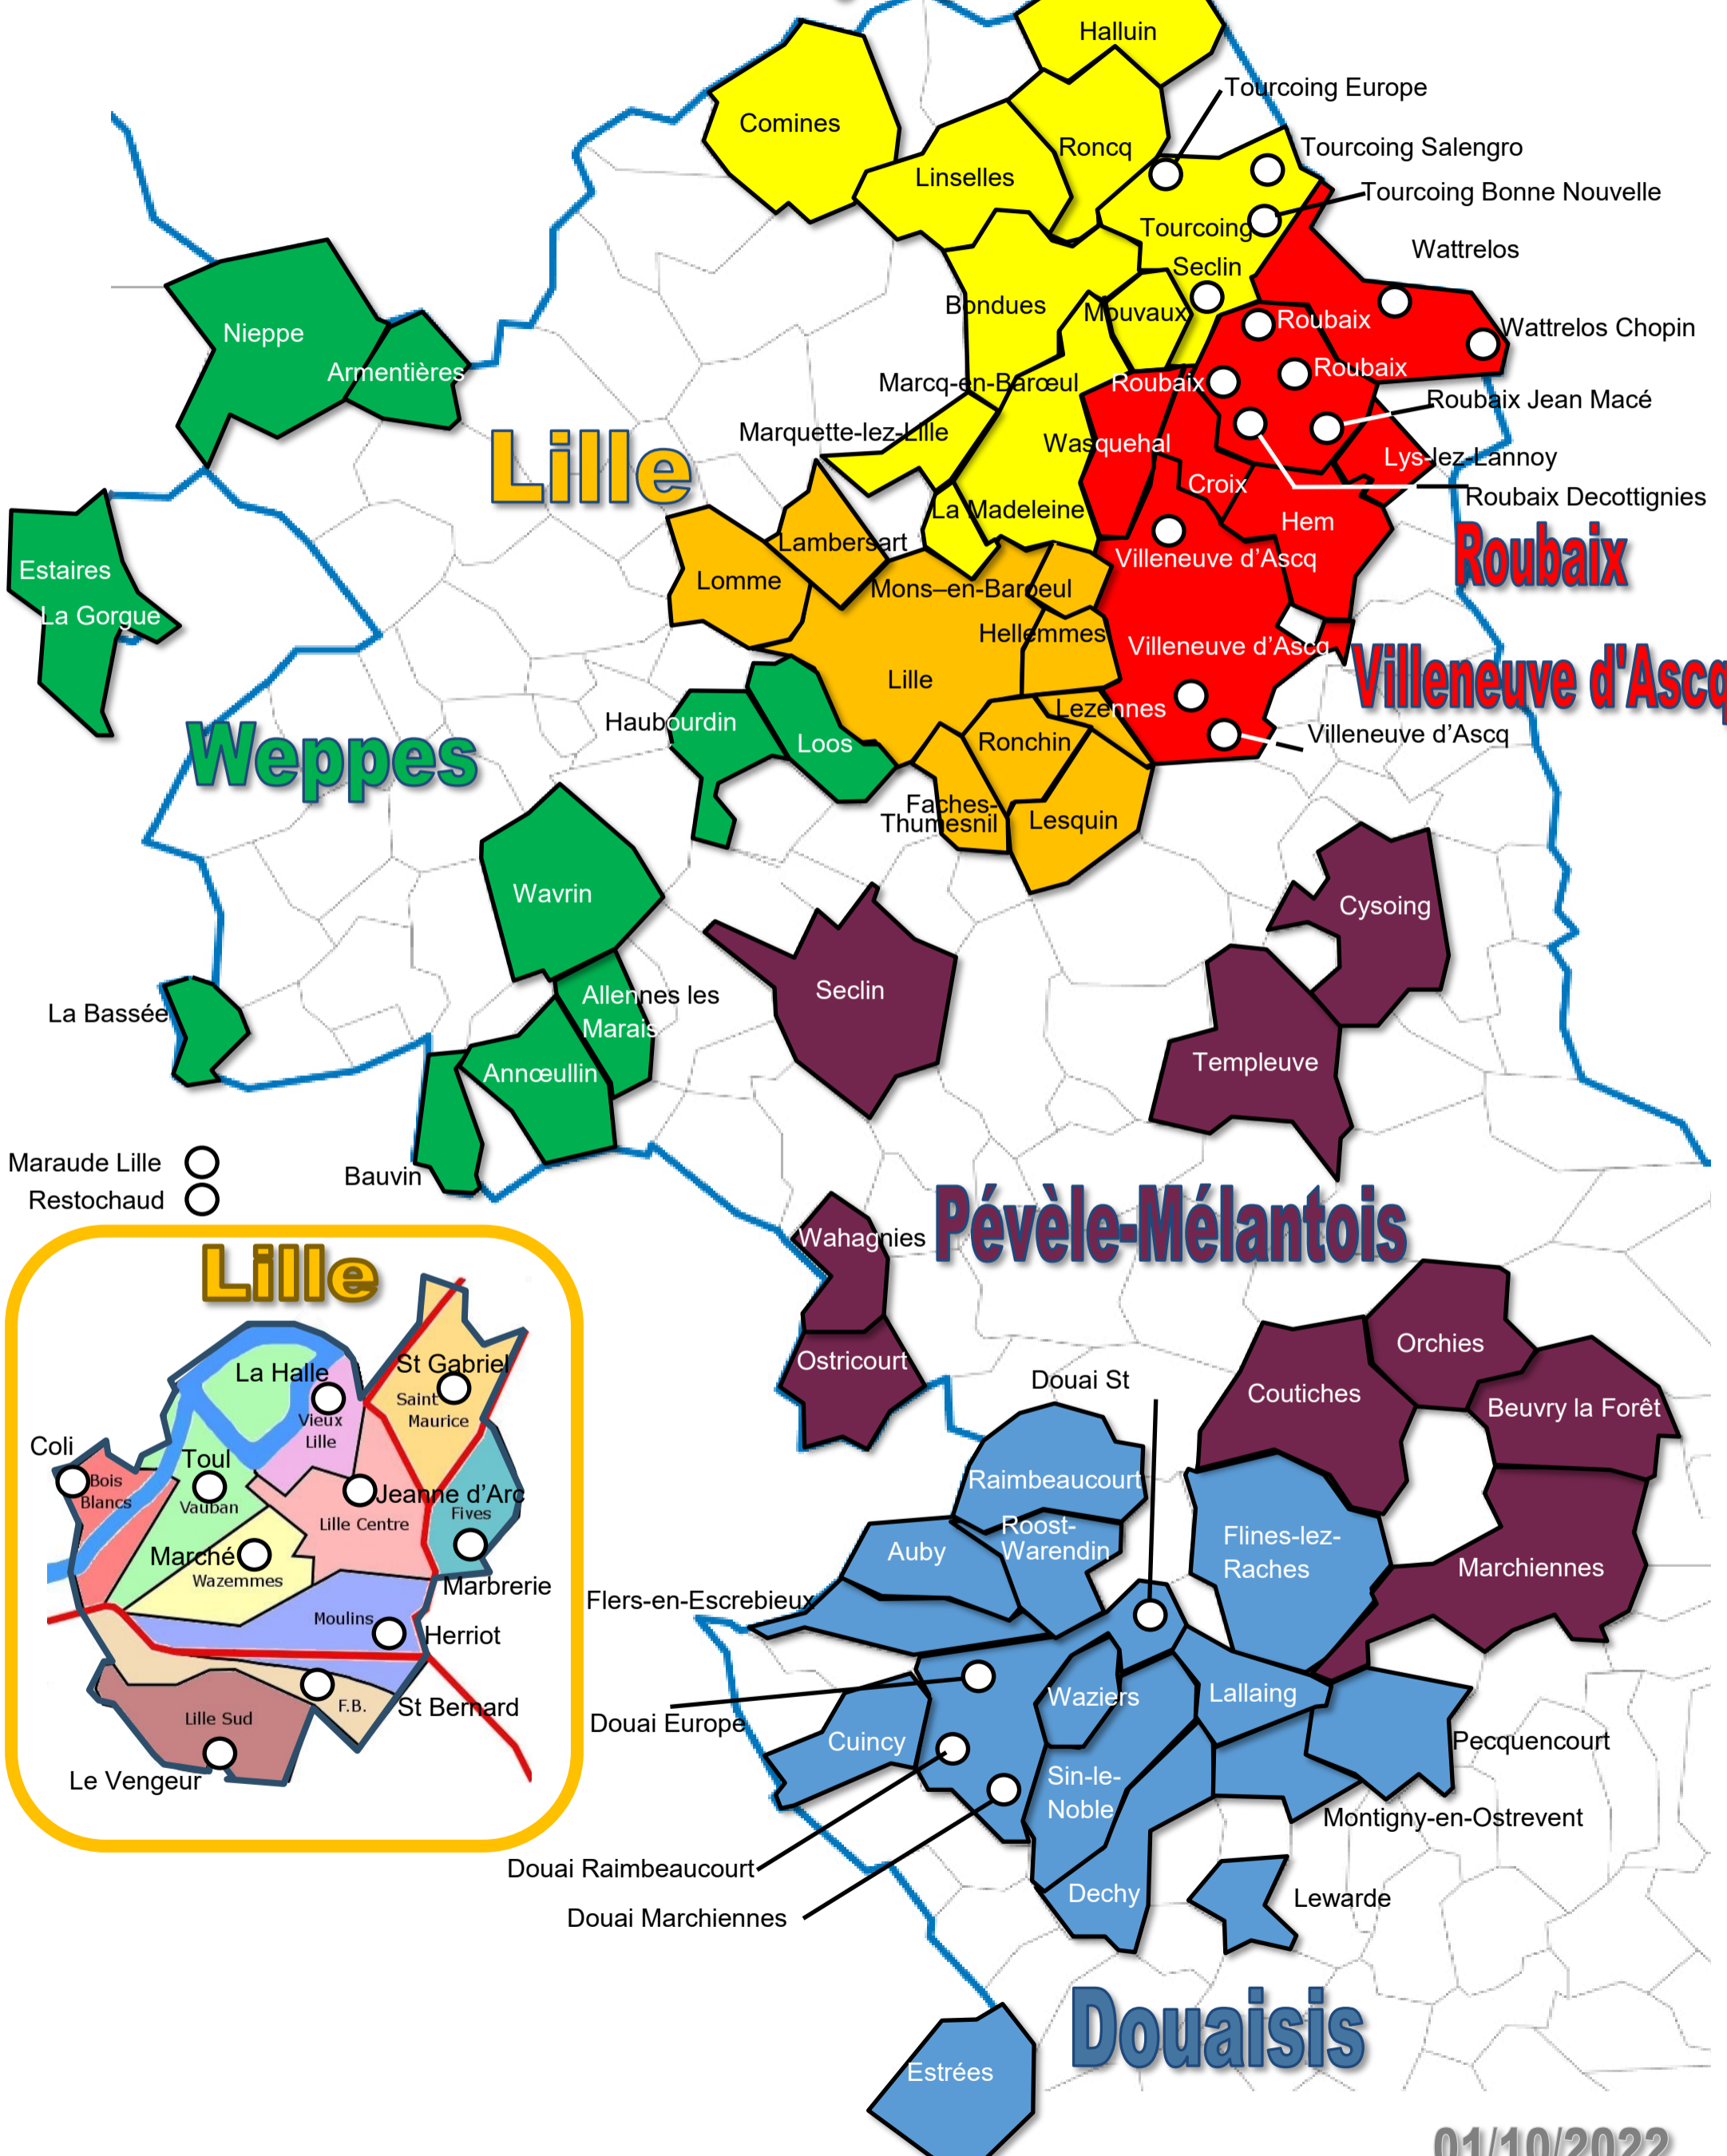 Halluin
Tourcoing Europe
Comines
Roncq
Tourcoing Salengro
Linselles
Tourcoing Bonne Nouvelle
Tourcoing
Wattrelos
Seclin
Bondues
Mouvaux
Roubaix
Wattrelos Chopin
Nieppe
Armentières
Marcq-en-Barœul
Roubaix
Roubaix
Roubaix Jean Macé
Marquette-lez-Lille
Wasquehal
Lys-lez-Lannoy
Lille
Croix
Roubaix Decottignies
La Madeleine
Hem
Lambersart
Villeneuve d’Ascq
Roubaix
Estaires
Lomme
Mons–en-Baroeul
La Gorgue
Hellemmes
Villeneuve d’Ascq
Villeneuve d'Ascq
Lille
Lezennes
Haubourdin
Loos
Ronchin
Villeneuve d’Ascq
Weppes
Faches-
Thumesnil
Lesquin
Wavrin
Cysoing
Seclin
Allennes les
Marais
La Bassée
Templeuve
Annœullin
Maraude Lille
Bauvin
Restochaud
Pévèle-Mélantois
Wahagnies
Lille
Orchies
Ostricourt
Douai St
Coutiches
Beuvry la Forêt
La Halle
St Gabriel
Saint
Maurice
Vieux
Lille
Coli
Toul
Bois
Blancs
Vauban
Jeanne d’Arc
Fives
Lille Centre
Marché
Wazemmes
Marbrerie
Moulins
Herriot
F.B.
St Bernard
Lille Sud
Le Vengeur
Raimbeaucourt
Roost-
Warendin
Auby
Flines-lez-
Raches
Marchiennes
Flers-en-Escrebieux
Waziers
Lallaing
Douai Europe
Cuincy
Pecquencourt
Sin-le-
Noble
Montigny-en-Ostrevent
Douai Raimbeaucourt
Dechy
Lewarde
Douai Marchiennes
Douaisis
Estrées
01/10/2022